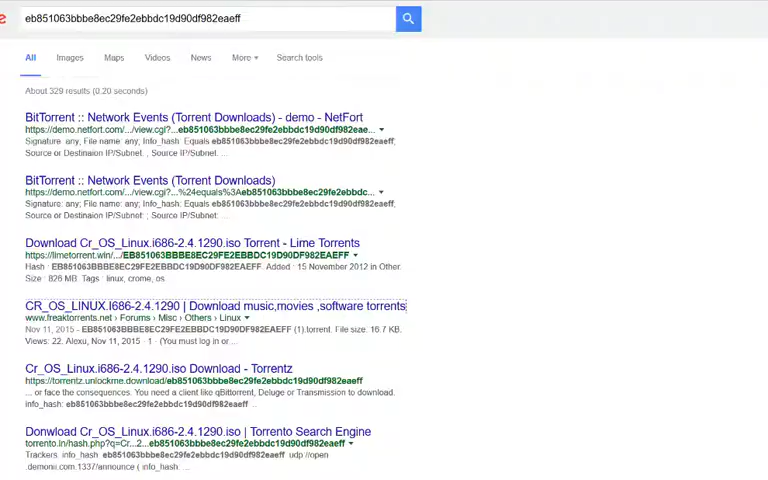 e
eb851063bbbe8ec29fe2ebbdc19d90df982eaeff
All Images Maps Videos News More Search tools
About 329 results (0.20 seconds)
BitTorrent :: Network Events (Torrent Downloads) - demo - NetFort
https://demo.netfort.com/.../view.cgi?...eb851063bbbe8ec29fe2ebbdc19d90df982eae...
Signature: any, File name: any, Info_hash: Equals eb851063bbbe8ec29fe2ebbdc19d90df982eaeff,
Source or Destinaion IP/Subnet: , Source IP/Subnet: ...
BitTorrent :: Network Events (Torrent Downloads)
https://demo.netfort.com/.../view.cgi?...%24equals%3Aeb851063bbbe8ec29fe2ebbdc...
Signature: any; File name: any; Info_hash: Equals eb851063bbbe8ec29fe2ebbdc19d90df982eaeff,
Source or Destinaion IP/Subnet: ; Source IP/Subnet: ...
Download Cr_OS_Linux.i686-2.4.1290.iso Torrent - Lime Torrents
https://limetorrent.win/.../EB851063BBBE8EC29FE2EBBDC19D90DF982EAEFF
Hash : EB851063BBBE8EC29FE2EBBDC19D90DF982EAEFF. Added : 15 November 2012 in Other.
Size : 826 MB. Tags : linux, crome, os.
CR_OS_LINUX.I686-2.4.1290 | Download music,movies ,software torrents
www.freaktorrents.net › Forums › Misc › Others › Linux
Nov 11, 2015 - EB851063BBBE8EC29FE2EBBDC19D90DF982EAEFF (1).torrent. File size: 16.7 KB.
Views: 22. Alexu, Nov 11, 2015 · 1 · (You must log in or ...
Cr_OS_Linux.i686-2.4.1290.iso Download - Torrentz
https://torrentz.unlockme.download/eb851063bbbe8ec29fe2ebbdc19d90df982eaeff
... or face the consequences. You need a client like qBittorrent, Deluge or Transmission to download.
info_hash: eb851063bbbe8ec29fe2ebbdc19d90df982eaeff ...
Donwload Cr_OS_Linux.i686-2.4.1290.iso | Torrento Search Engine
torrento.in/hash.php?q=Cr...2...eb851063bbbe8ec29fe2ebbdc19d90df982eaeff
Trackers. info_hash. eb851063bbbe8ec29fe2ebbdc19d90df982eaeff. udp://open
.demonii.com:1337/announce ( info_hash: ...